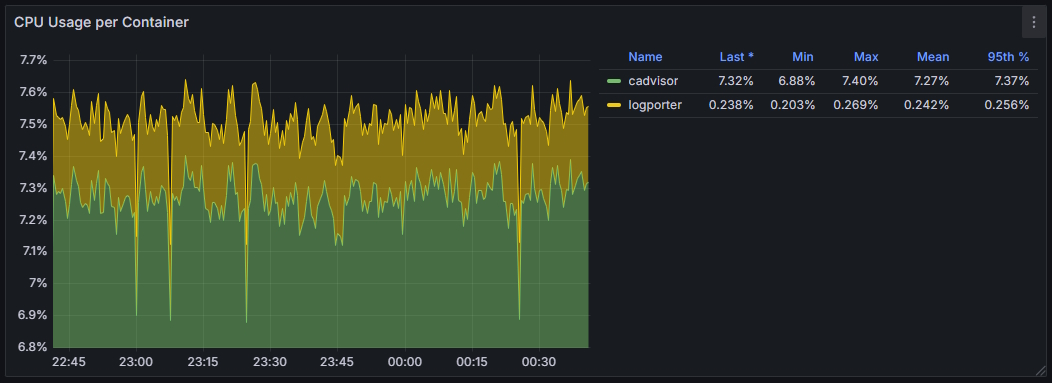 CPU Usage per Container
7.7%
7.6%
7.5%
7.4%
7.3%
7.2%
7.1%
7%
6.9%
6.8%
22:45 23:00 23:15 23:30 23:45 00:00 00:15 00:30
Name Last * Min Max Mean 95th %
cadvisor 7.32% 6.88% 7.40% 7.27% 7.37%
logporter 0.238% 0.203% 0.269% 0.242% 0.256%